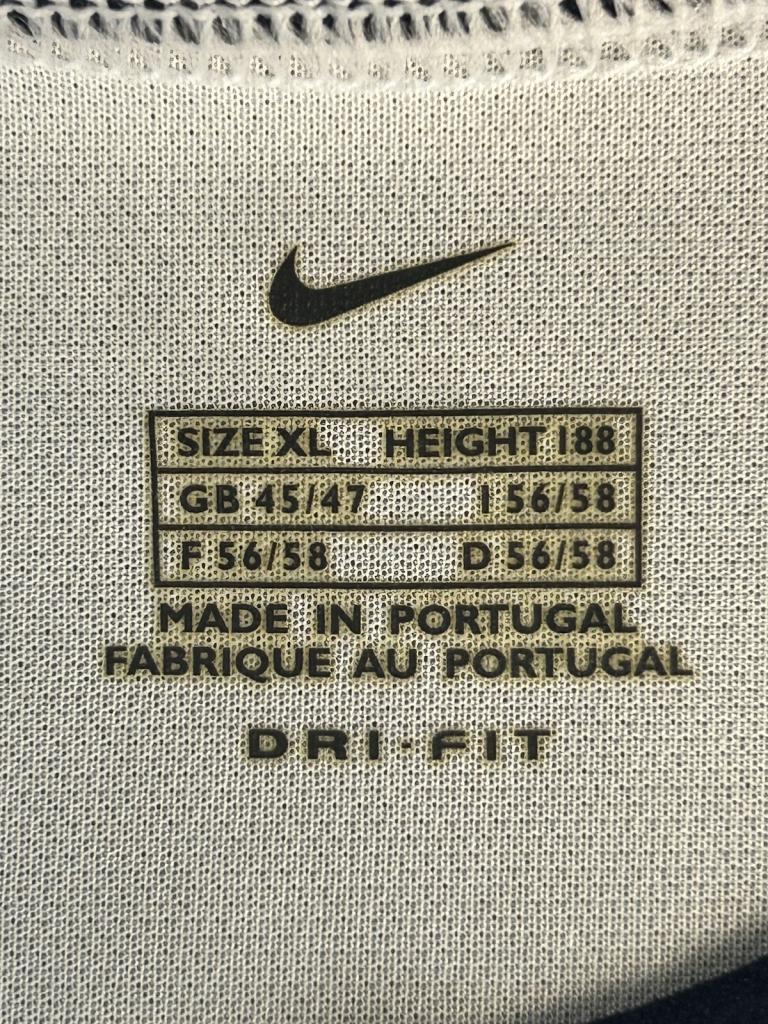 SIZE XL HEIGHT 188
GB 45/47 I 56/58
F 56/58 D 56/58
MADE IN PORTUGAL
FABRIQUE AU PORTUGAL
DRI-FIT